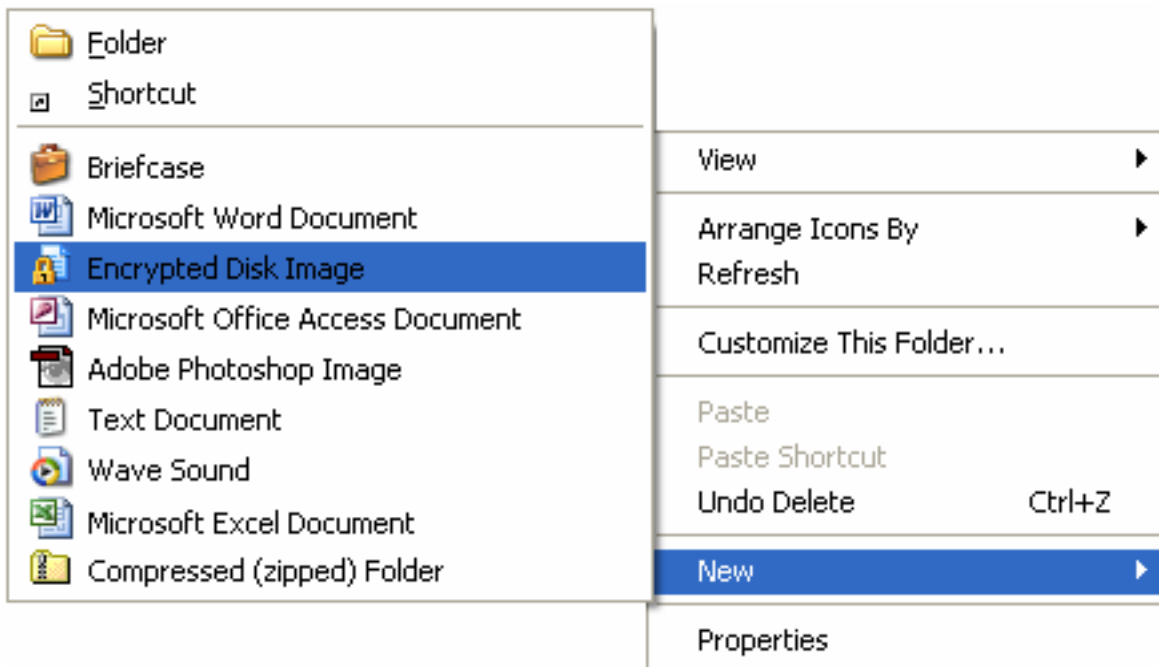 Folder
Shortcut
Briefcase
Microsoft Word Document
Encrypted Disk Image
Microsoft Office Access Document
Adobe Photoshop Image
Text Document
Wave Sound
Microsoft Excel Document
Compressed (zipped) Folder
View
Arrange Icons By
Refresh
Customize This Folder...
Paste
Paste Shortcut
Undo Delete Ctrl+Z
New
Properties